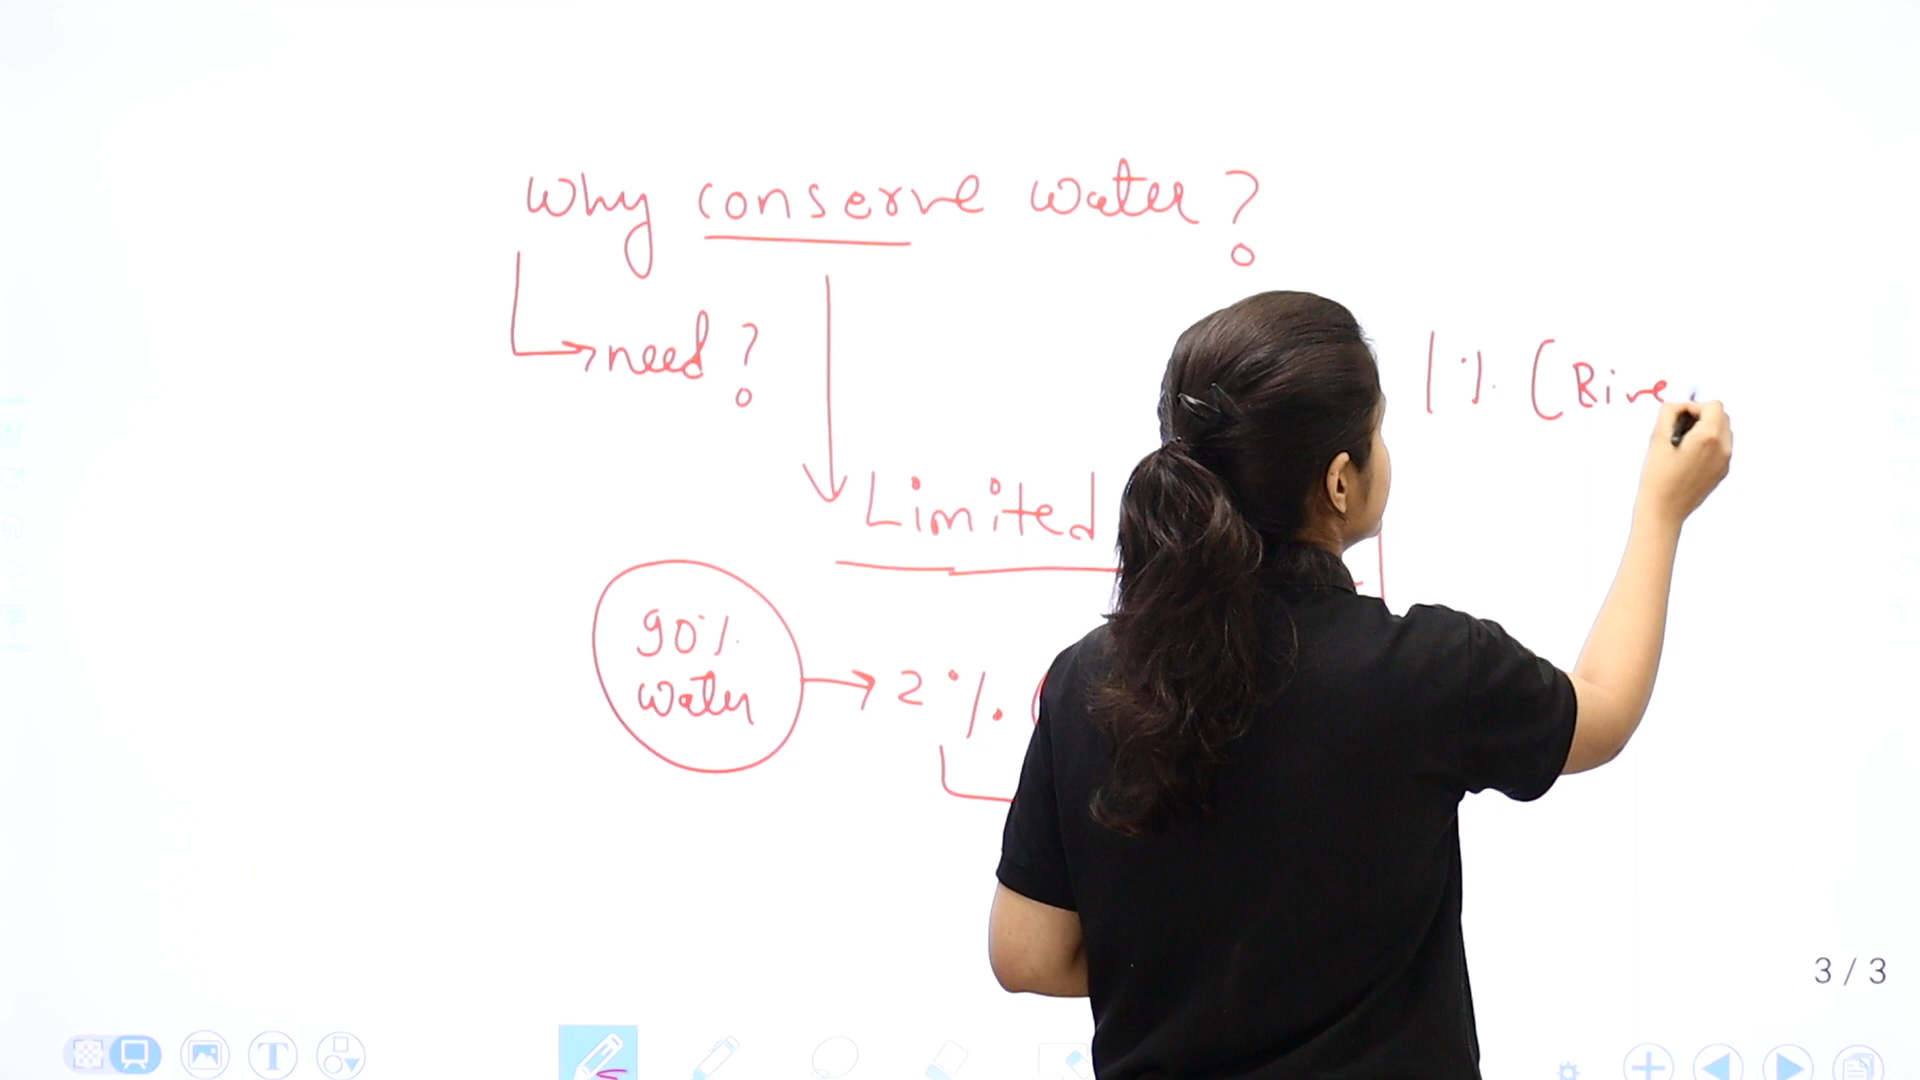 Why conserve water?
need?
1% (Rive
Limited
90%
water
2%. (
3 / 3
T